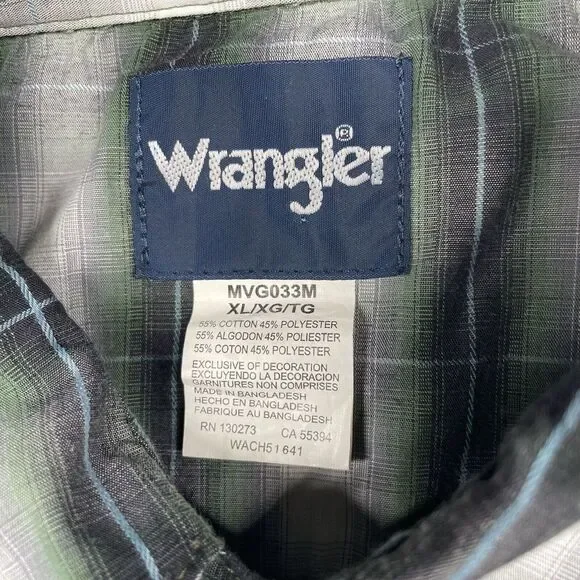 Wrangler®
MVG033M
XL/XG/TG
55% COTTON 45% POLYESTER
55% ALGODON 45% POLIESTER
55% COTON 45% POLYESTER
EXCLUSIVE OF DECORATION
EXCLUYENDO LA DECORACION
GARNITURES NON COMPRISES
MADE IN BANGLADESH
HECHO EN BANGLADESH
FABRIQUE AU BANGLADESH
RN 130273 CA 55394
WACH51641